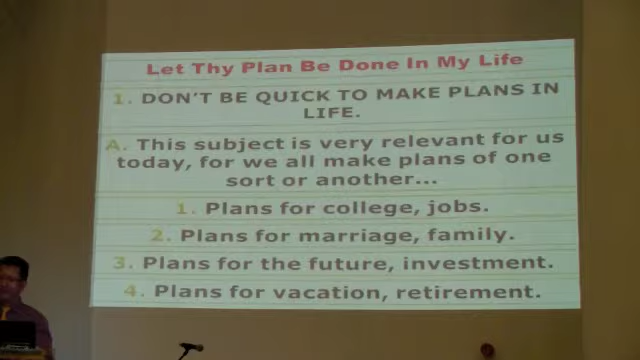 Let Thy Plan Be Done In My Life
1. DON'T BE QUICK TO MAKE PLANS IN
LIFE.
A. This subject is very relevant for us
today, for we all make plans of one
sort or another...
1. Plans for college, jobs.
2. Plans for marriage, family.
3. Plans for the future, investment.
4. Plans for vacation, retirement.